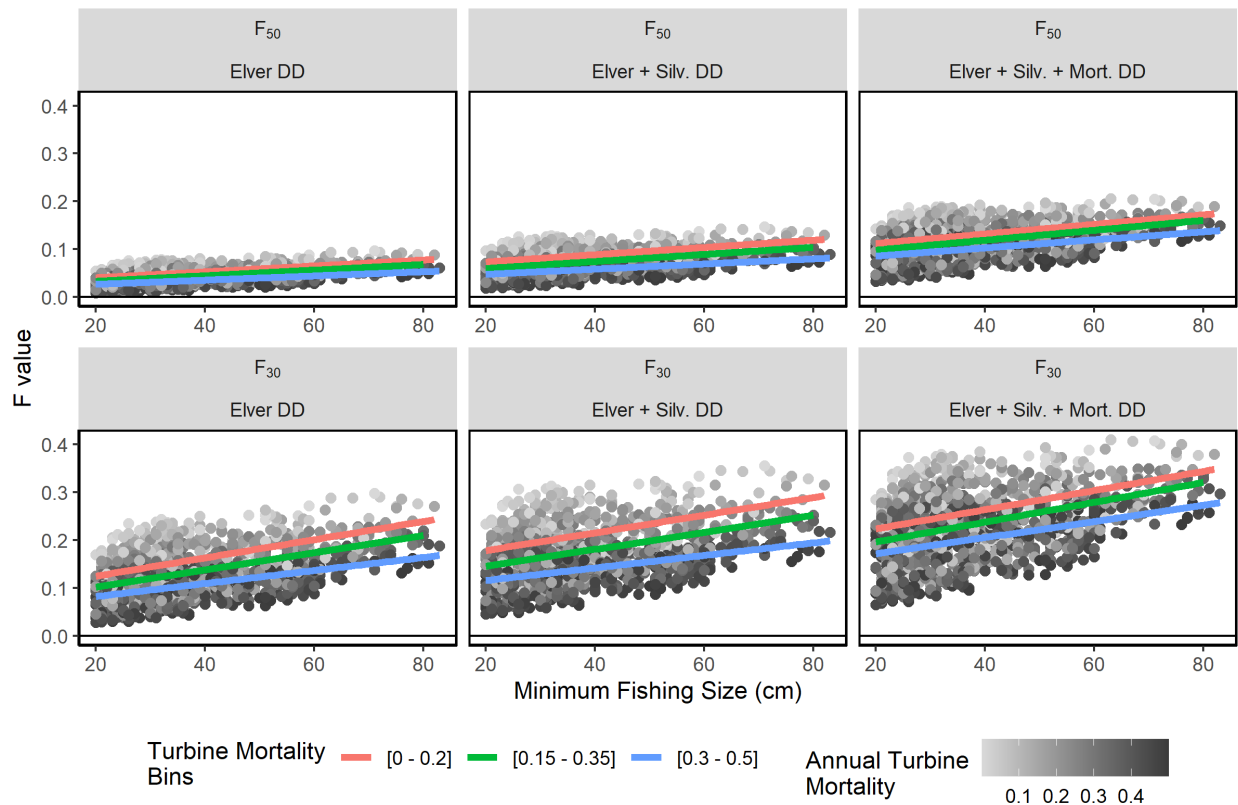 F50 F50 F50
Elver DD Elver + Silv. DD Elver + Silv. + Mort. DD
0.4
0.3
0.2
0.1
0.0
20 40 60 80 20 40 60 80 20 40 60 80
F value
F30 F30 F30
Elver DD Elver + Silv. DD Elver + Silv. + Mort. DD
0.4
0.3
0.2
0.1
0.0
20 40 60 80 20 40 60 80 20 40 60 80
Minimum Fishing Size (cm)
Turbine Mortality
Bins
[0 - 0.2] [0.15 - 0.35] [0.3 - 0.5]
Annual Turbine
Mortality
0.1 0.2 0.3 0.4